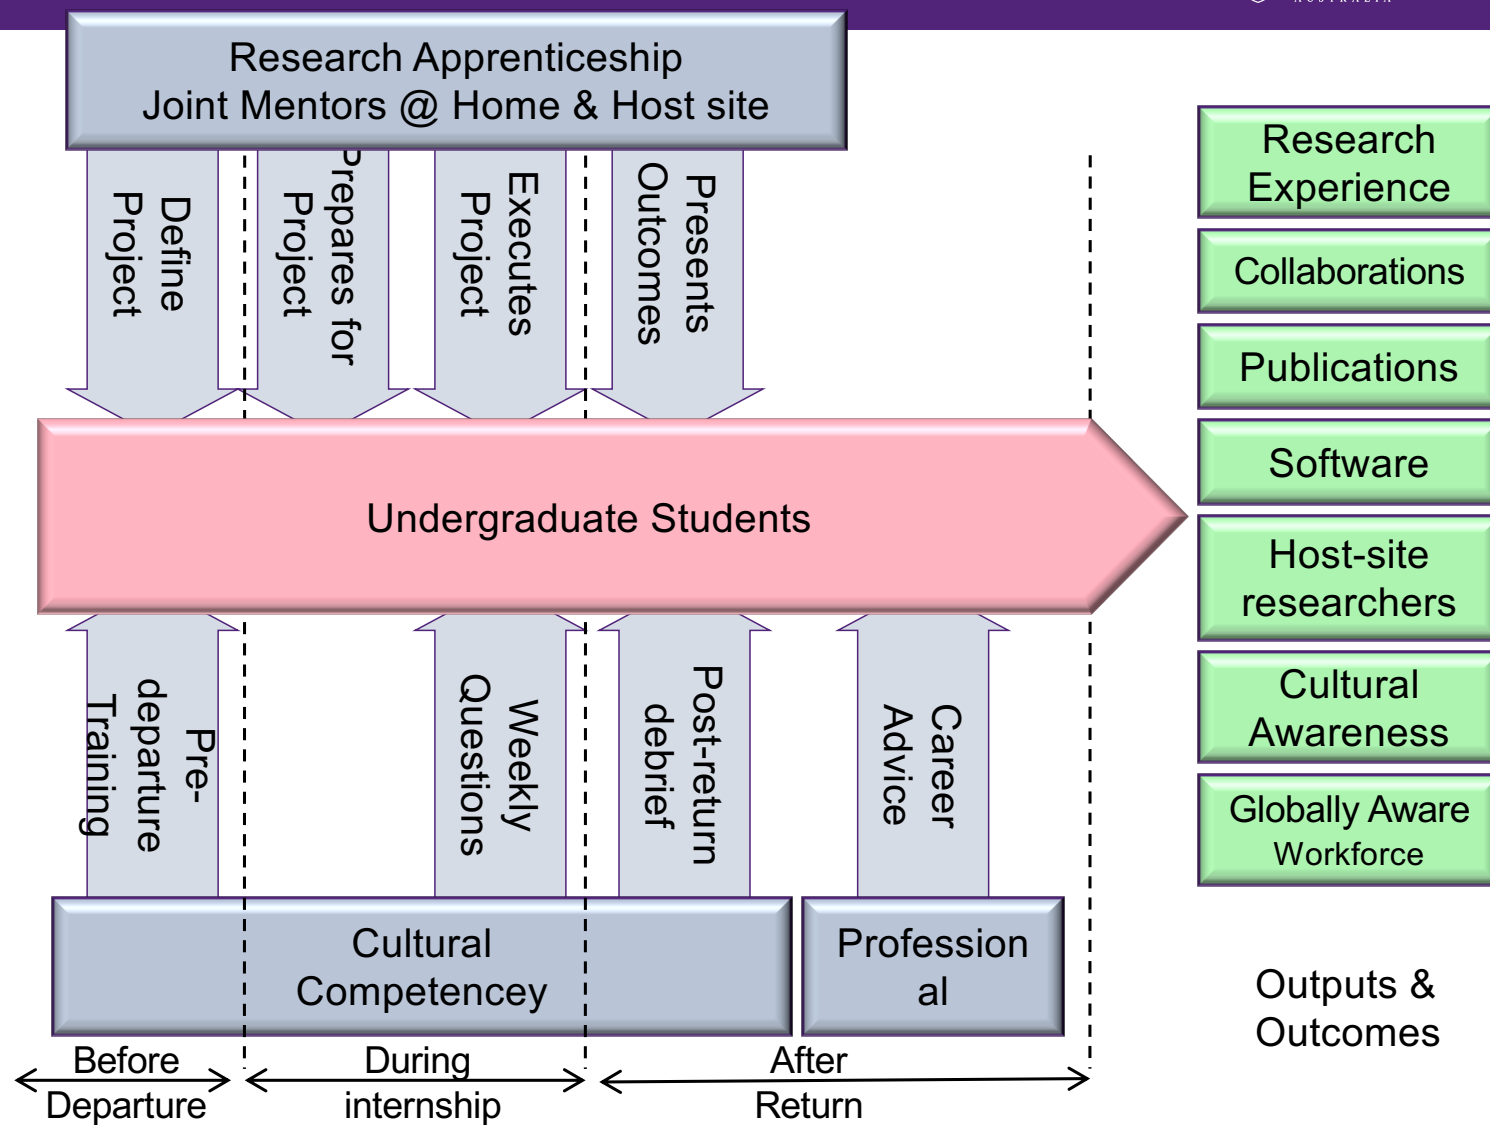 AUSTRALIA
Research Apprenticeship
Joint Mentors @ Home & Host site
Define
Project
Prepares for
Project
Executes
Project
Presents
Outcomes
Undergraduate Students
Pre-
departure
Training
Weekly
Questions
Post-return
debrief
Career
Advice
Cultural
Competencey
Profession
al
Before
Departure
During
internship
After
Return
Research
Experience
Collaborations
Publications
Software
Host-site
researchers
Cultural
Awareness
Globally Aware
Workforce
Outputs &
Outcomes